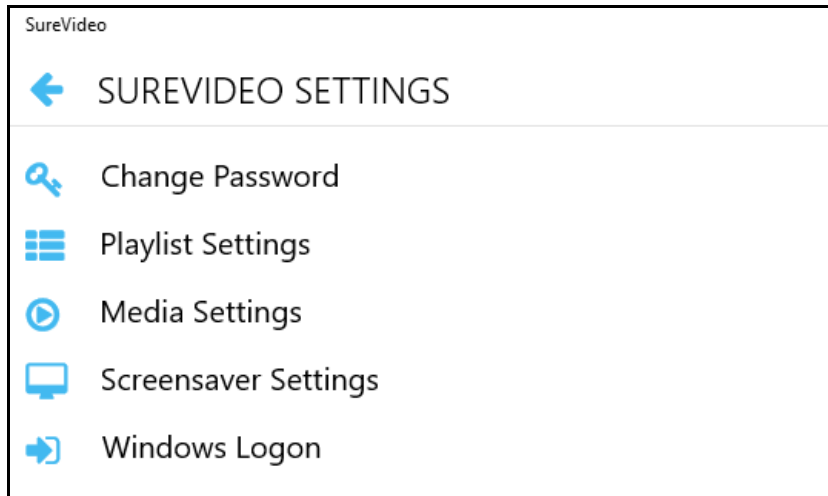 SureVideo
SUREVIDEO SETTINGS
Change Password
Playlist Settings
Media Settings
Screensaver Settings
Windows Logon